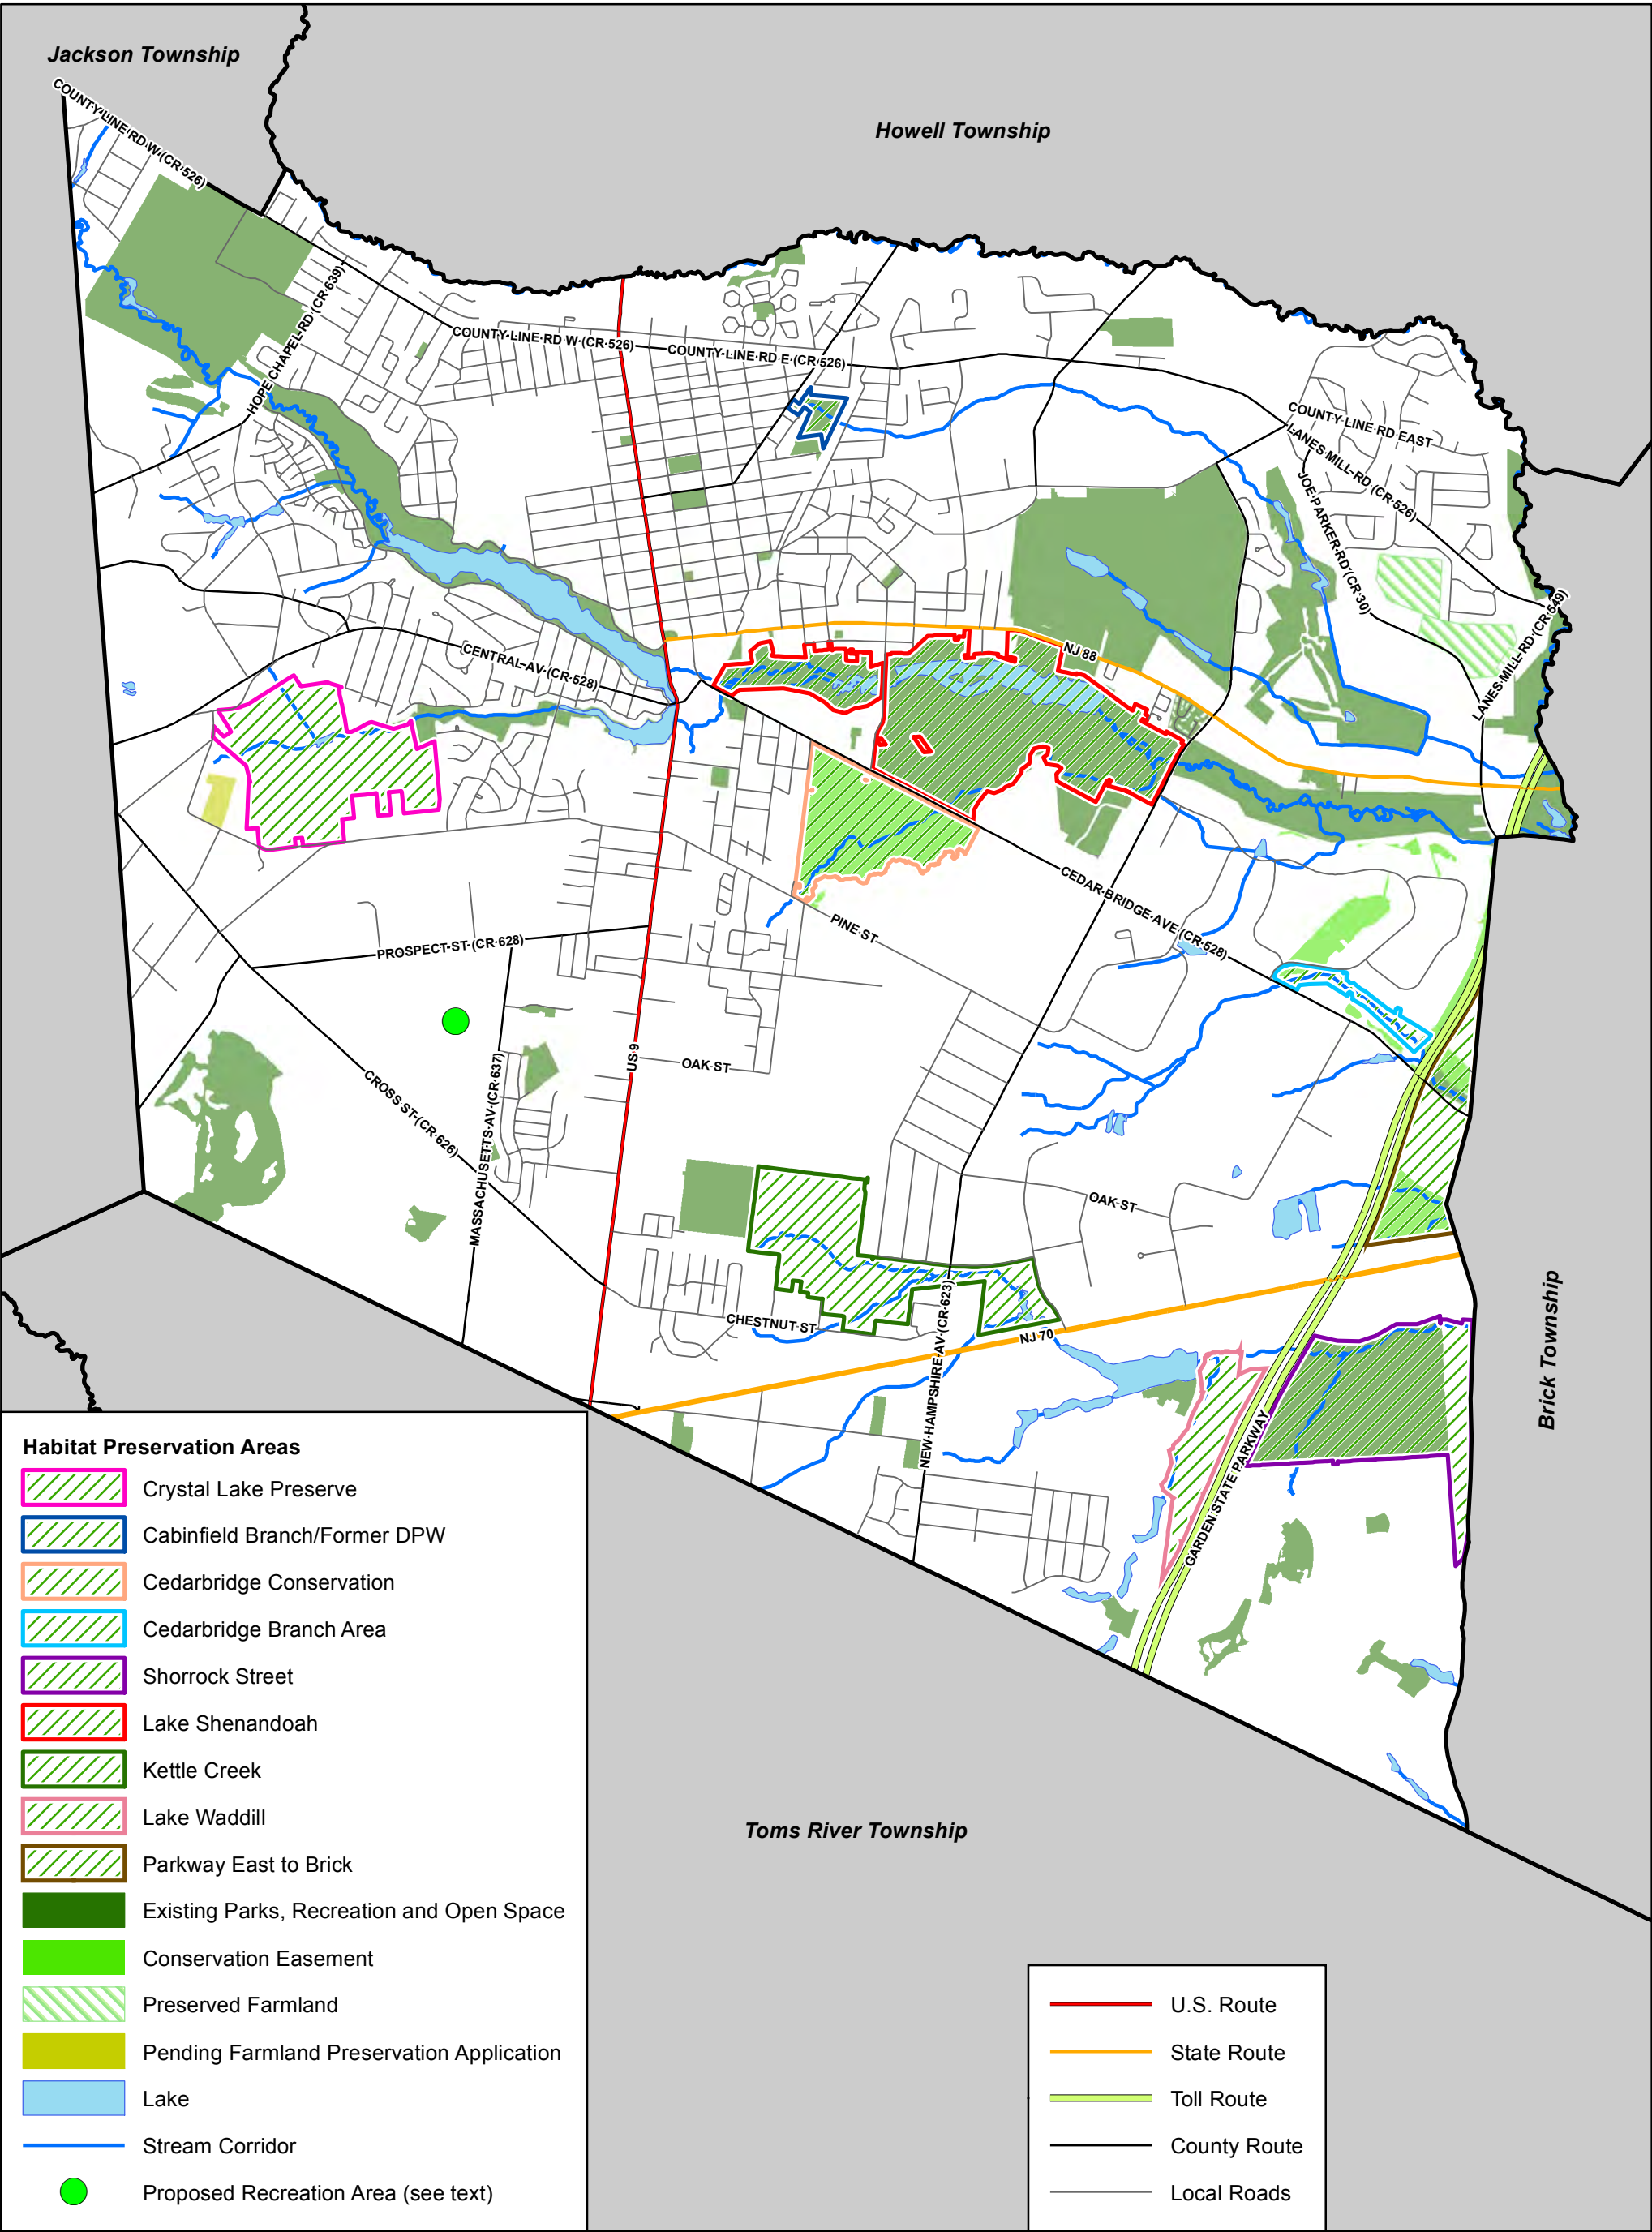 Jackson Township
COUNTY LINE RD W (CR 526)
Howell Township
HOPE CHAPEL RD (CR 639)
COUNTY LINE RD W (CR 526)
COUNTY LINE RD E (CR 526)
COUNTY LINE RD EAST
LANES MILL RD (CR 526)
JOE PARKER RD (CR 30)
LANES MILL RD (CR 549)
NJ 88
CENTRAL AV (CR 528)
CEDAR BRIDGE AVE (CR 528)
PINE ST
PROSPECT ST (CR 628)
US 9
OAK ST
CROSS ST (CR 626)
MASSACHUSETTS AV (CR 637)
OAK ST
CHESTNUT ST
NEW HAMPSHIRE AV (CR 623)
NJ 70
GARDEN STATE PARKWAY
Brick Township
Toms River Township
Habitat Preservation Areas
Crystal Lake Preserve
Cabinfield Branch/Former DPW
Cedarbridge Conservation
Cedarbridge Branch Area
Shorrock Street
Lake Shenandoah
Kettle Creek
Lake Waddill
Parkway East to Brick
Existing Parks, Recreation and Open Space
Conservation Easement
Preserved Farmland
Pending Farmland Preservation Application
Lake
Stream Corridor
Proposed Recreation Area (see text)
U.S. Route
State Route
Toll Route
County Route
Local Roads